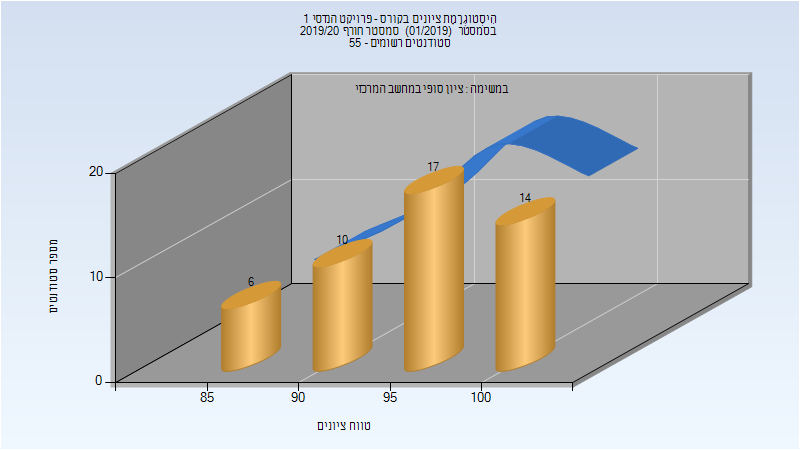 היסטוגרמת ציונים בקורס - פרויקט הנדסי 1
בסמסטר (01/2019) סמסטר חורף 2019/20
סטודנטים רשומים - 55
במשימה : ציון סופי במחשב המרכזי
מספר סטודנטים
20
10
0
6
10
17
14
85
90
95
100
טווח ציונים